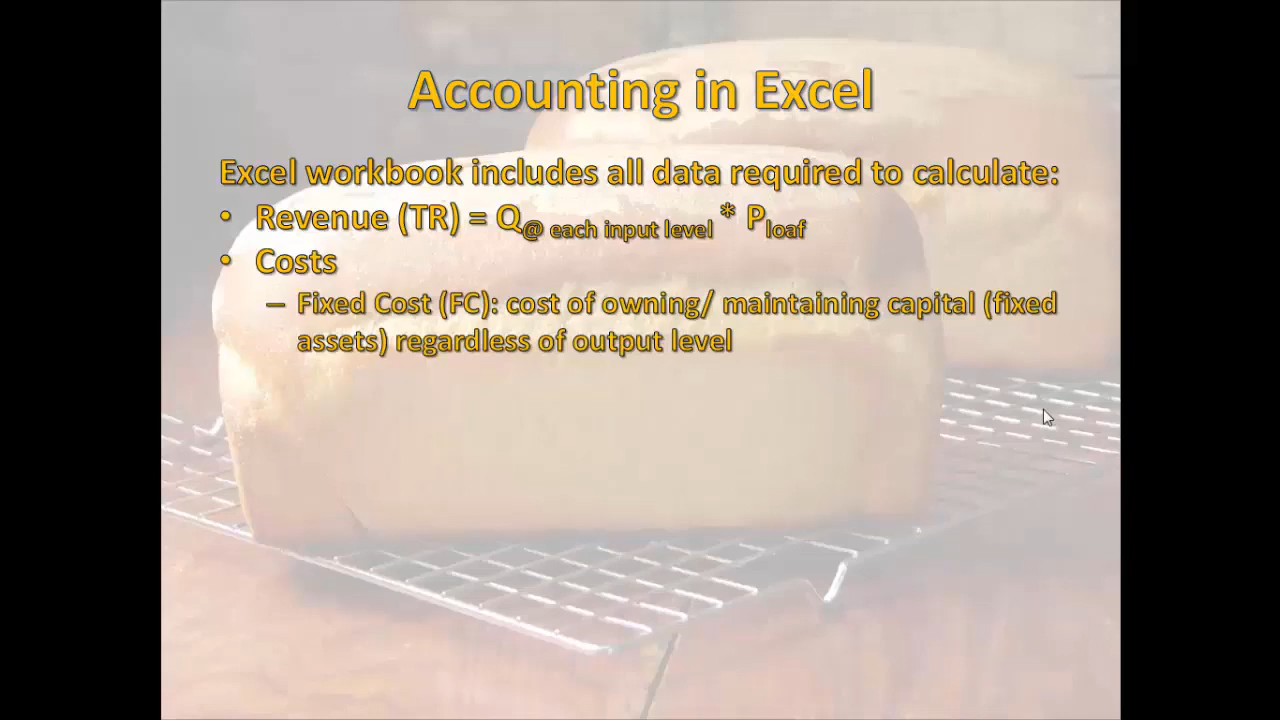 Accounting in Excel
Excel workbook includes all data required to calculate:
• Revenue (TR) = Q@ each input level * Ploaf
• Costs
– Fixed Cost (FC): cost of owning/ maintaining capital (fixed
assets) regardless of output level